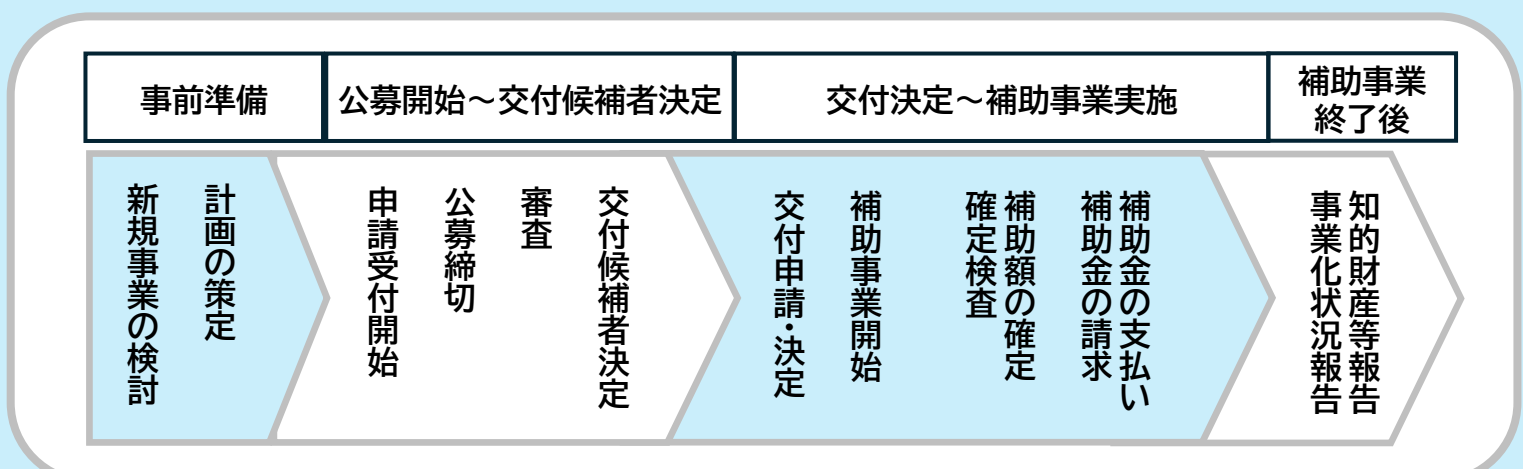 事前準備
公募開始～交付候補者決定
交付決定～補助事業実施
補助事業
終了後
新規事業の検討
計画の策定
申請受付開始
公募締切
審査
交付候補者決定
交付申請・決定
補助事業開始
確定検査
補助額の確定
補助金の請求
補助金の支払い
事業化状況報告
知的財産等報告